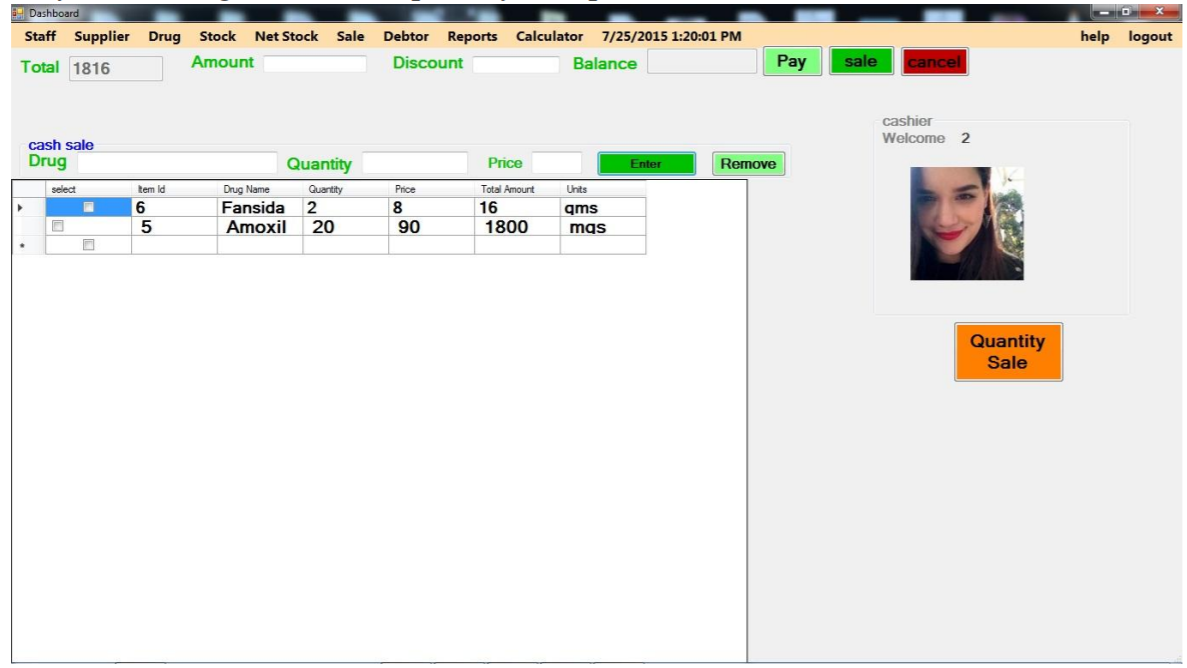 Dashboard
Staff Supplier Drug Stock Net Stock Sale Debtor Reports Calculator 7/25/2015 1:20:01 PM help logout
Total 1816 Amount Discount Balance Pay sale cancel
cashier
Welcome 2
cash sale
Drug Quantity Price Enter Remove
select Item Id Drug Name Quantity Price Total Amount Units
6 Fansida 2 8 16 gms
5 Amoxil 20 90 1800 mgs
*
Quantity
Sale